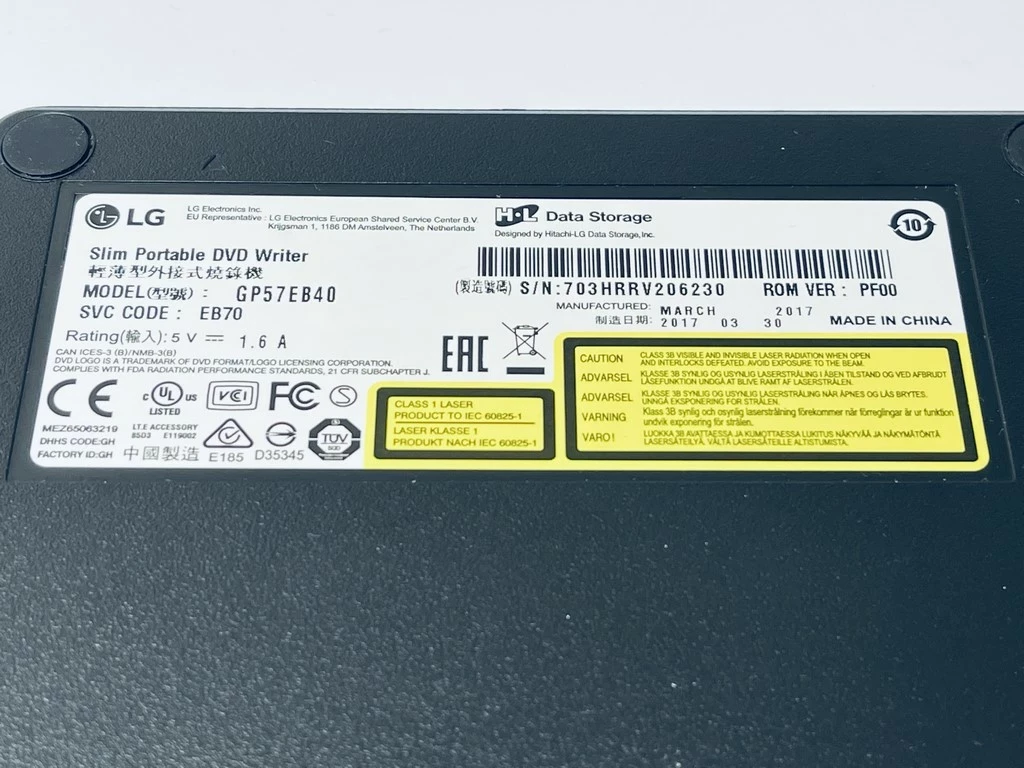 LG
LG Electronics Inc.
EU Representative : LG Electronics European Shared Service Center B.V.
Krijgsman 1, 1186 DM Amstelveen, The Netherlands
H·L Data Storage
Designed by Hitachi-LG Data Storage, Inc.
10
Slim Portable DVD Writer
輕薄型外接式燒錄機
MODEL(型號) : GP57EB40
SVC CODE : EB70
Rating(輸入): 5 V 1.6 A
(製造號碼) S/N:703HRRV206230 ROM VER : PF00
MANUFACTURED: MARCH 2017
制造日期: 2017 03 30
MADE IN CHINA
CAN ICES-3 (B)/NMB-3(B)
DVD LOGO IS A TRADEMARK OF DVD FORMAT/LOGO LICENSING CORPORATION,
COMPLIES WITH FDA RADIATION PERFORMANCE STANDARDS, 21 CFR SUBCHAPTER J.
EAC
CE
c UL us
LISTED
VCI
FC
S
MEZ65063219
I.T.E ACCESSORY
85D3 E119002
DHHS CODE:GH
FACTORY ID:GH
中國製造
E185
D35345
TÜV
CLASS 1 LASER
PRODUCT TO IEC 60825-1
LASER KLASSE 1
PRODUKT NACH IEC 60825-1
CAUTION CLASS 3B VISIBLE AND INVISIBLE LASER RADIATION WHEN OPEN
AND INTERLOCKS DEFEATED. AVOID EXPOSURE TO THE BEAM.
ADVARSEL KLASSE 3B SYNLIG OG USYNLIG LASERSTRÅLING I ÅBEN TILSTAND OG VED AFBRUDT
LÅSEFUNKTION UNDGÅ AT BLIVE RAMT AF LASERSTRÅLEN.
ADVARSEL KLASSE 3B SYNLIG OG USYNLIG LASERSTRÅLING NÅR ÅPNES OG LÅS BRYTES.
UNNGÅ EKSPONERING FOR STRÅLEN.
VARNING Klass 3B synlig och osynlig laserstrålning förekommer når förreglingar är ur funktion
undvik exponering för strålen.
VARO! LUOKKA 3B AVATTAESSA JA KUKOMITETTAESSA LUKITUS NÄKYVÄÄ JA NÄKYMÄTÖNTÄ
LASERSÄTEILYÄ, VÄLTÄ LASERSÄTEILLE ALTISTUMISTA.